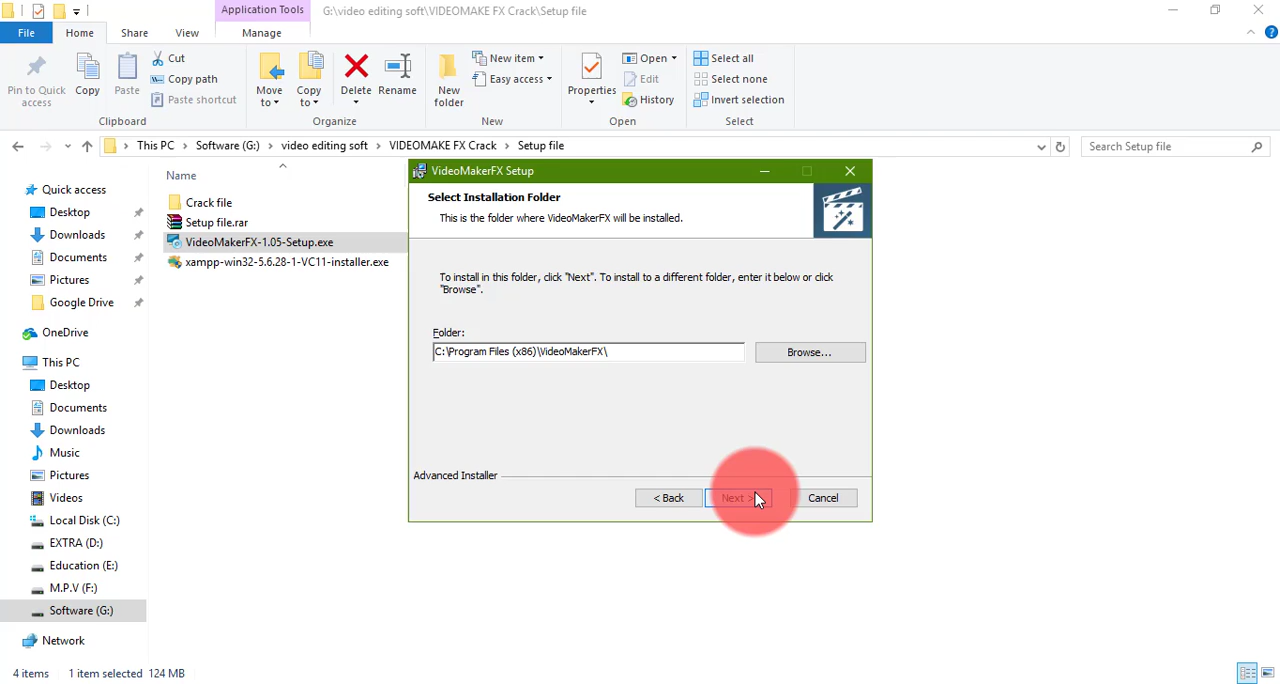 Application Tools
G:\video editing soft\VIDEOMAKE FX Crack\Setup file
File Home Share View Manage
Pin to Quick access
Copy
Paste
Cut
Copy path
Paste shortcut
Clipboard
Move to
Copy to
Delete
Rename
Organize
New folder
New item
Easy access
New
Properties
Open
Edit
History
Open
Select all
Select none
Invert selection
Select
This PC > Software (G:) > video editing soft > VIDEOMAKE FX Crack > Setup file
Search Setup file
Quick access
Desktop
Downloads
Documents
Pictures
Google Drive
OneDrive
This PC
Desktop
Documents
Downloads
Music
Pictures
Videos
Local Disk (C:)
EXTRA (D:)
Education (E:)
M.P.V (F:)
Software (G:)
Network
Name
Crack file
Setup file.rar
VideoMakerFX-1.05-Setup.exe
xampp-win32-5.6.28-1-VC11-installer.exe
VideoMakerFX Setup
Select Installation Folder
This is the folder where VideoMakerFX will be installed.
To install in this folder, click "Next". To install to a different folder, enter it below or click
"Browse".
Folder:
C:\Program Files (x86)\VideoMakerFX\
Browse...
Advanced Installer
< Back Next > Cancel
4 items 1 item selected 124 MB